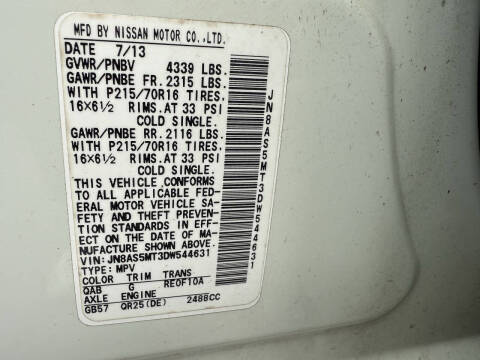 MFD BY NISSAN MOTOR CO.,LTD.
DATE 7/13
GVWR/PNBV 4339 LBS.
GAWR/PNBE FR. 2315 LBS.
WITH P215/70R16 TIRES.
16×6½ RIMS. AT 33 PSI
COLD SINGLE.
GAWR/PNBE RR. 2116 LBS.
WITH P215/70R16 TIRES.
16×6½ RIMS. AT 33 PSI
COLD SINGLE.
THIS VEHICLE CONFORMS
TO ALL APPLICABLE FED-
ERAL MOTOR VEHICLE SA-
FETY AND THEFT PREVEN-
TION STANDARDS IN EFF-
ECT ON THE DATE OF MA-
NUFACTURE SHOWN ABOVE.
VIN: JN8AS5MT3DW544631
TYPE: MPV
COLOR TRIM TRANS
QAB G RE0F10A
AXLE ENGINE
GB57 QR25(DE) 2488CC
JN8AS5MT3DW544631